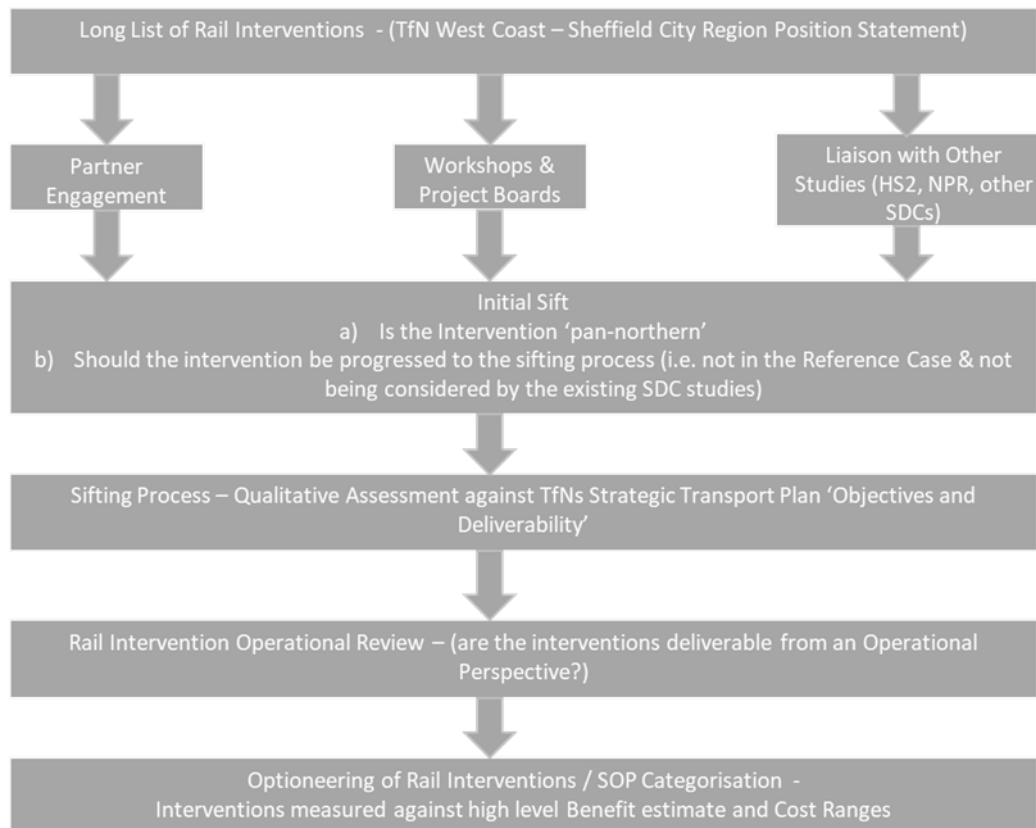 Long List of Rail Interventions  - (TfN West Coast – Sheffield City Region Position Statement)
Partner
Engagement
Workshops &
Project Boards
Liaison with Other
Studies (HS2, NPR, other
SDCs)
Initial Sift
a) Is the Intervention ‘pan-northern’
b) Should the intervention be progressed to the sifting process (i.e. not in the Reference Case & not
being considered by the existing SDC studies)
Sifting Process – Qualitative Assessment against TfNs Strategic Transport Plan ‘Objectives and
Deliverability’
Rail Intervention Operational Review – (are the interventions deliverable from an Operational
Perspective?)
Optioneering of Rail Interventions / SOP Categorisation  -
Interventions measured against high level Benefit estimate and Cost Ranges